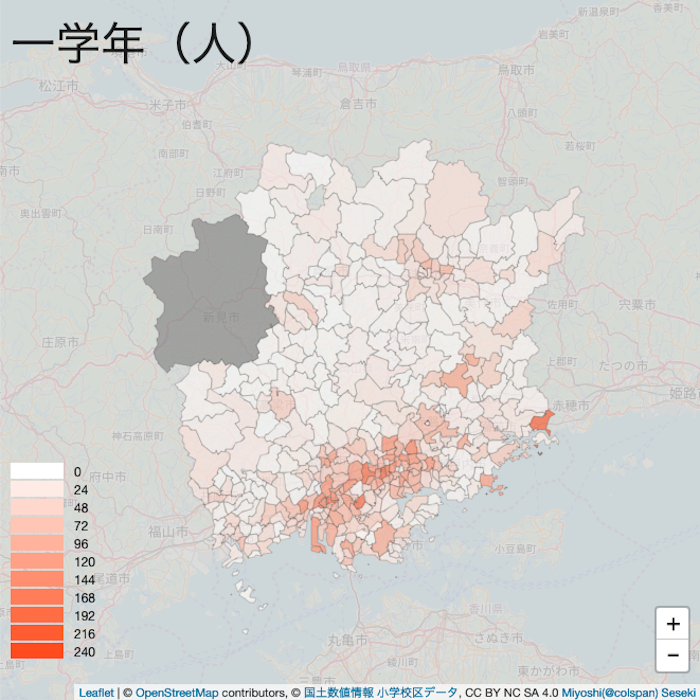 一学年（人）
新温泉町
香美町
岩美町
大山町
琴浦町
鳥取県
鳥取市
松江市
米子市
倉吉市
八頭町
伯耆町
南部町
若桜町
江府町
智頭町
日野町
奥出雲町
日南町
佐用町
宍粟市
新見市
庄原市
上郡町
たつの市
姫路
赤穂市
神石高原町
府中市
福山市
尾道市
小豆島町
上島町
香川県
丸亀市
さぬき市
綾川町
三豊市
東かがわ市
0
24
48
72
96
120
144
168
192
216
240
+
−
Leaflet | © OpenStreetMap contributors, © 国土数値情報 小学校区データ, CC BY NC SA 4.0 Miyoshi(@colspan) Seseki